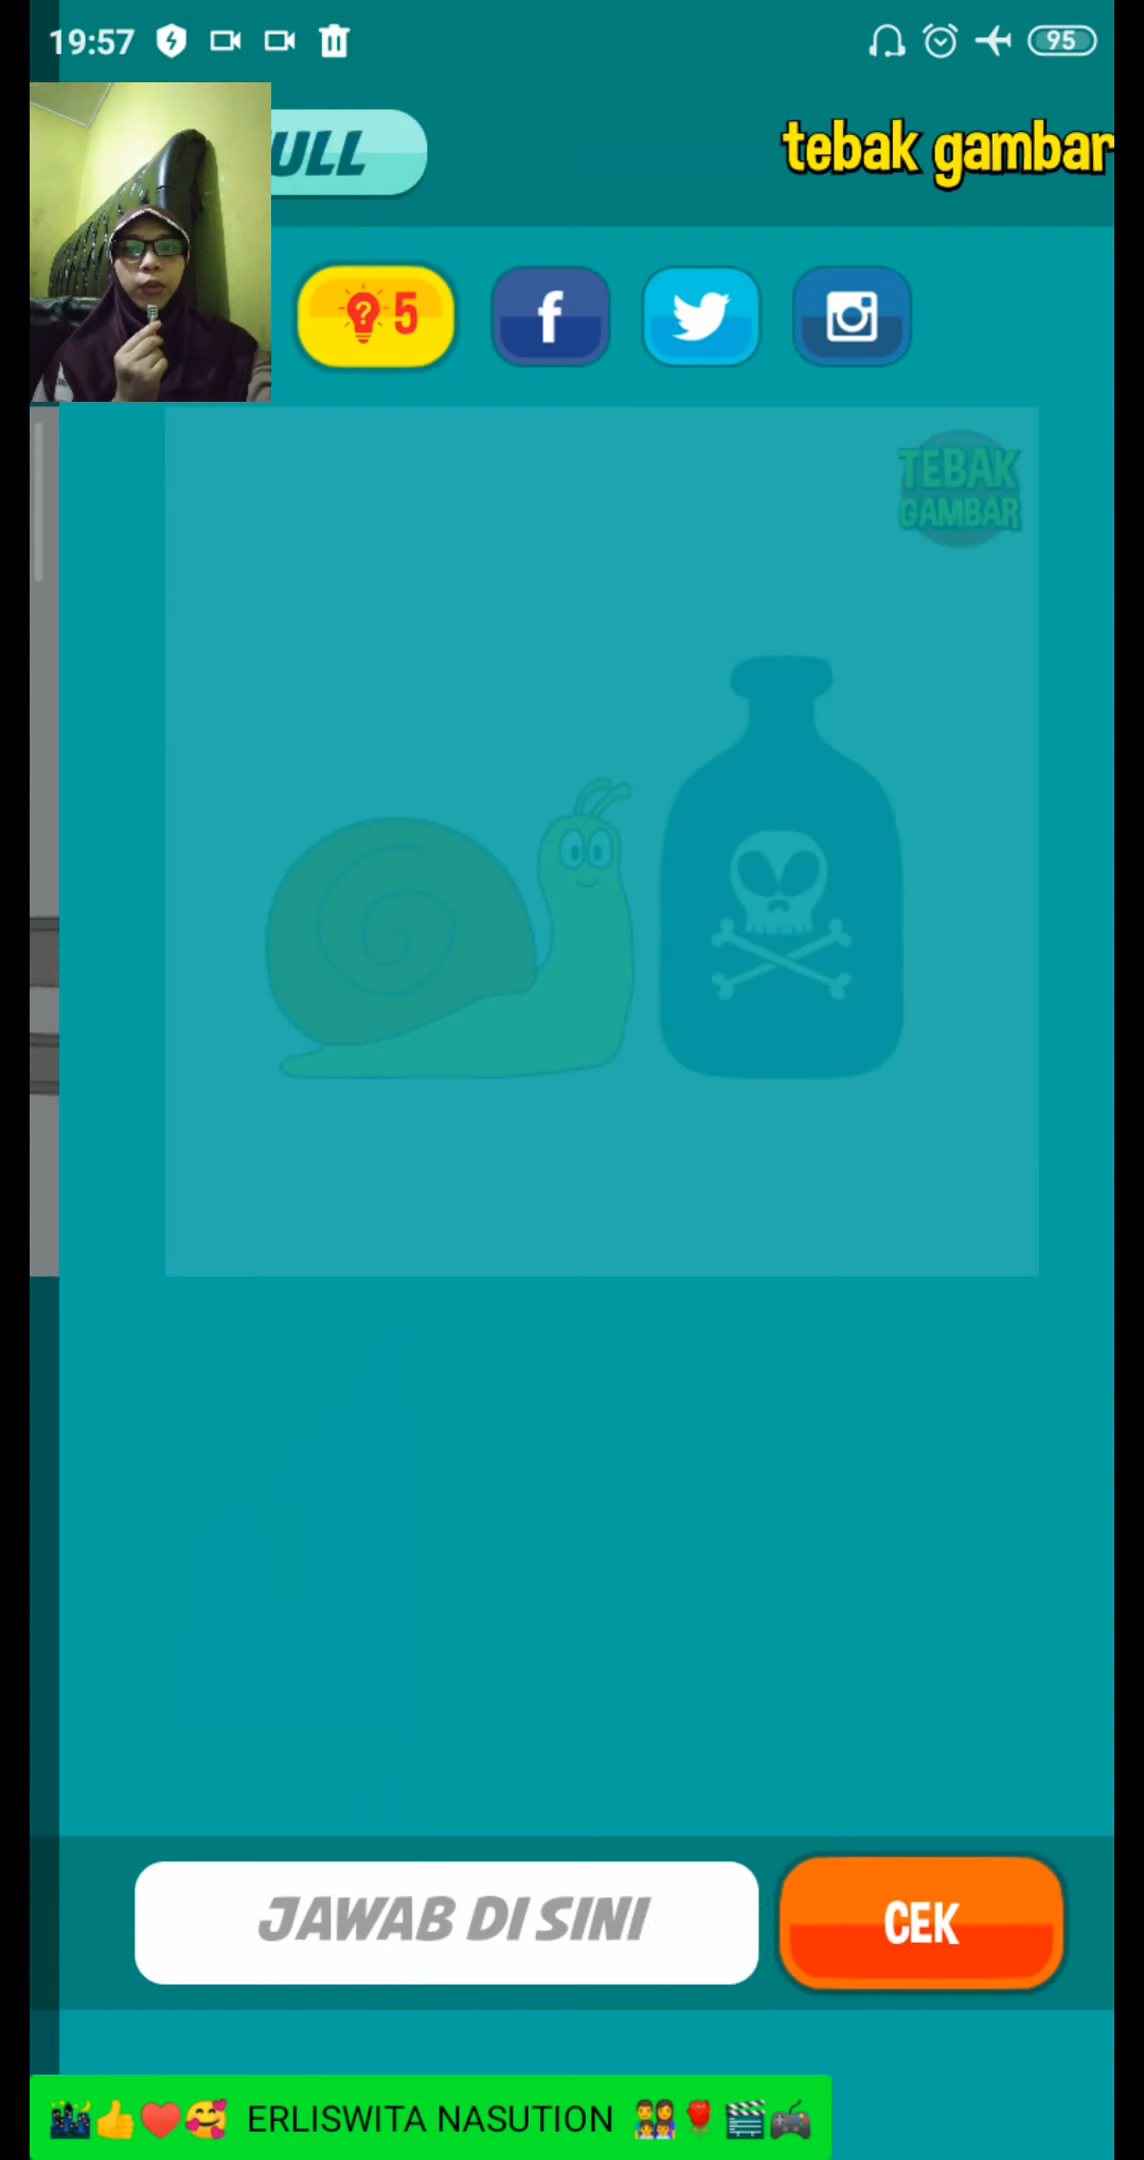 19:57
95
ULL
tebak gambar
5
TEBAK
GAMBAR
JAWAB DI SINI
CEK
ERLISWITA NASUTION